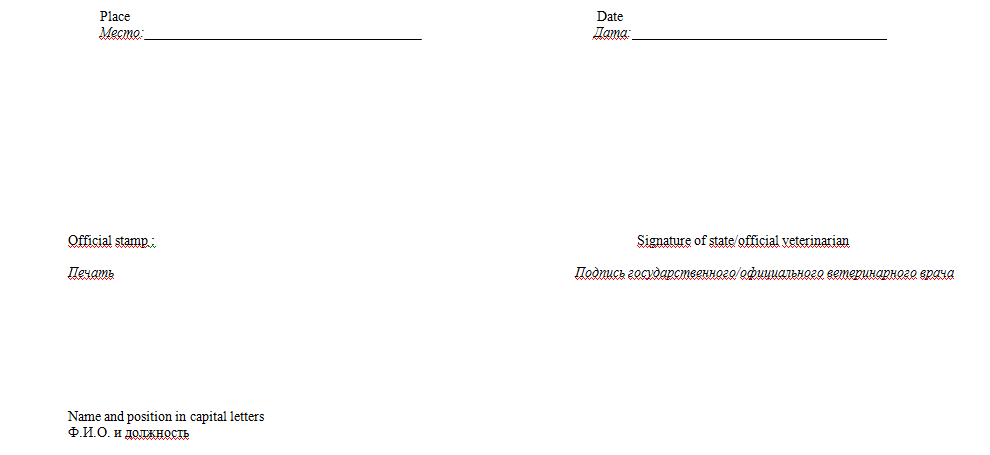 Place Date
Место:________________________________________ Дата:_____________________________________
Official stamp : Signature of state/official veterinarian
Печать Подпись государственного/официального ветеринарного врача
Name and position in capital letters
Ф.И.О. и должность